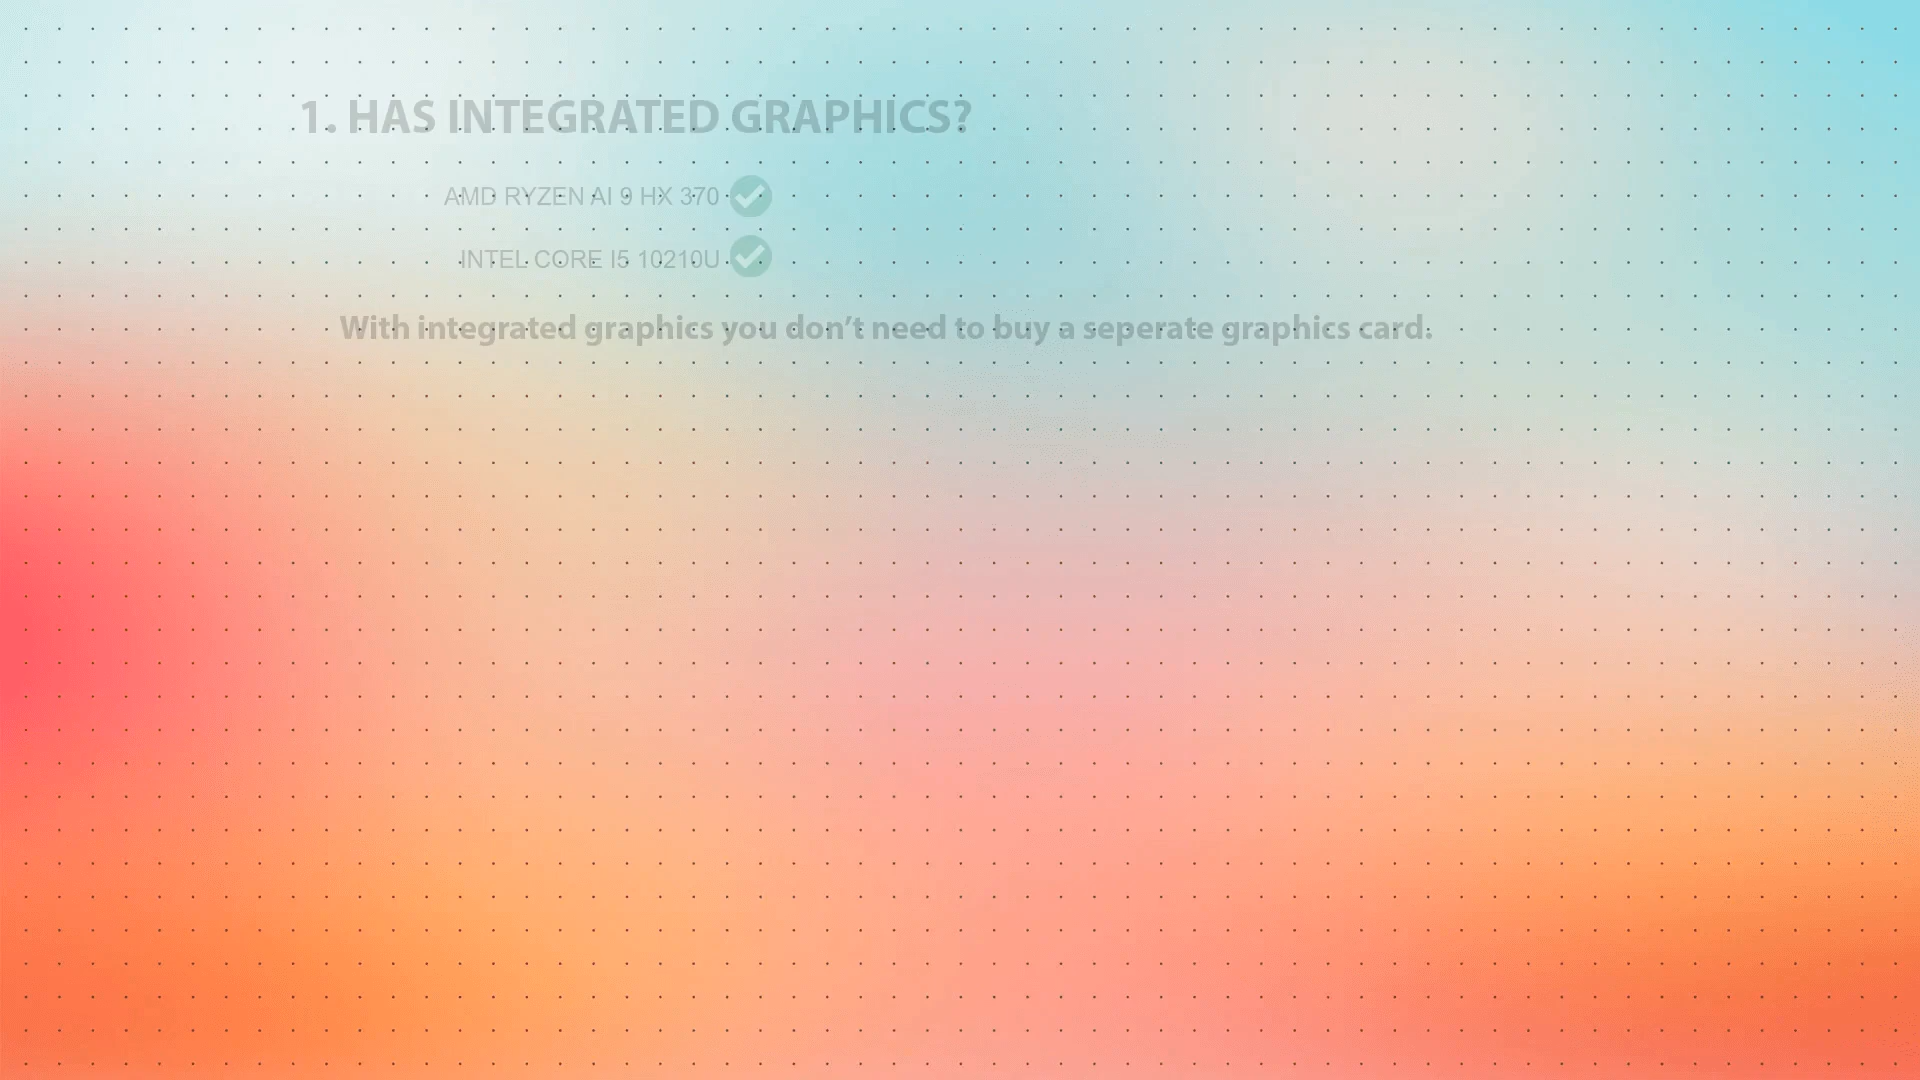 1. HAS INTEGRATED GRAPHICS?
AMD RYZEN AI 9 HX 370
INTEL CORE I5 10210U
With integrated graphics you don’t need to buy a seperate graphics card.